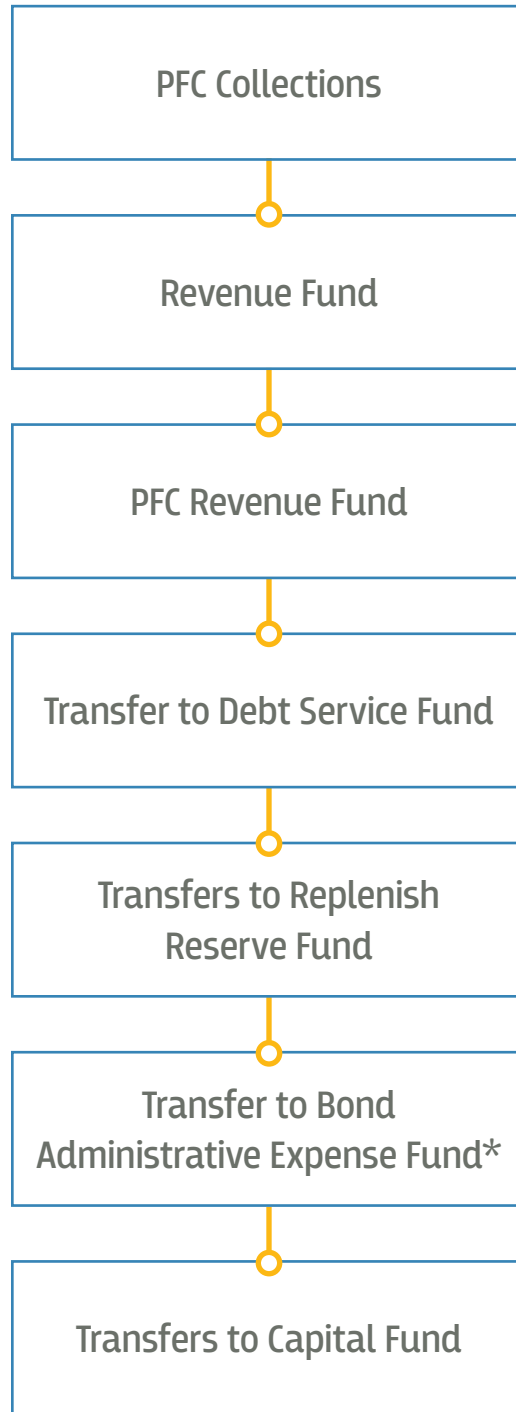 PFC Collections
Revenue Fund
PFC Revenue Fund
Transfer to Debt Service Fund
Transfers to Replenish
Reserve Fund
Transfer to Bond
Administrative Expense Fund*
Transfers to Capital Fund